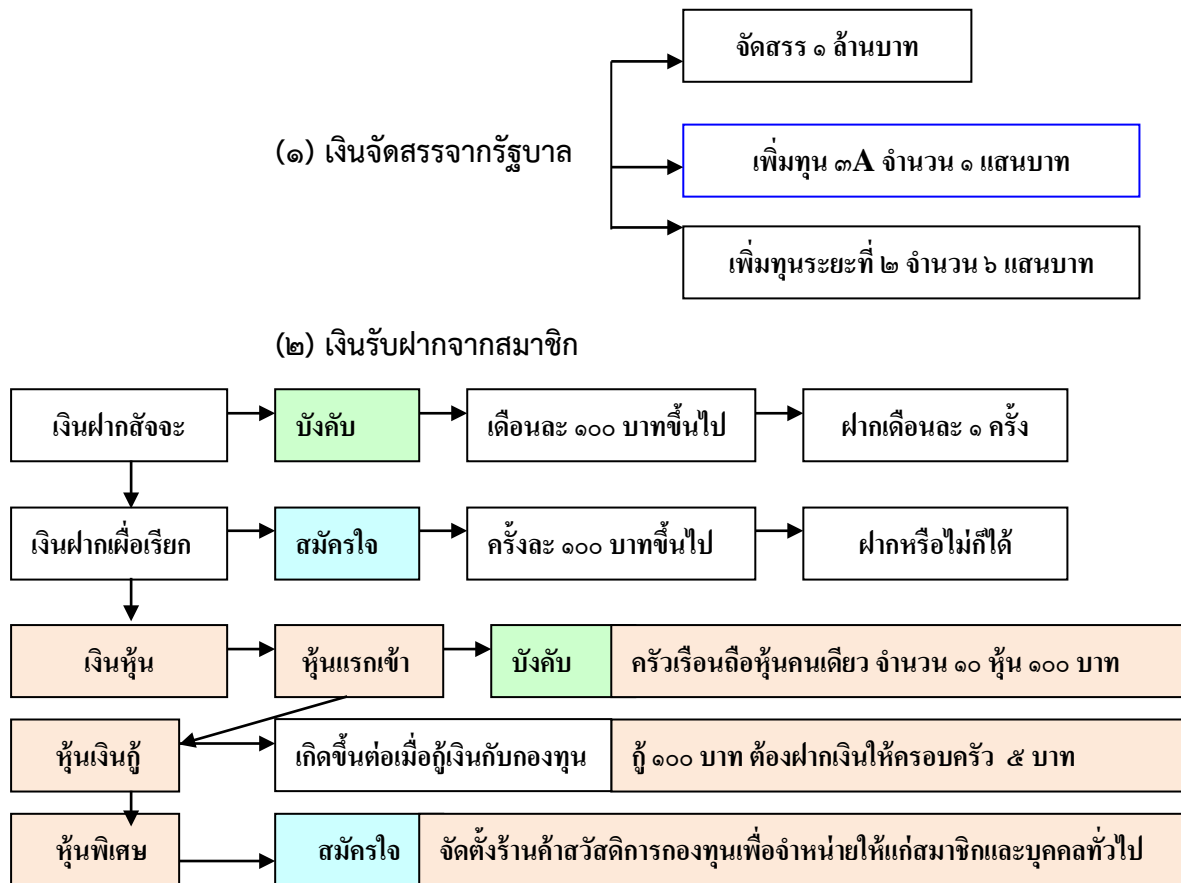 จัดสรร ๑ ล้านบาท
(๑) เงินจัดสรรจากรัฐบาล
เพิ่มทุน ๓A จำนวน ๑ แสนบาท
เพิ่มทุนระยะที่ ๒ จำนวน ๖ แสนบาท
(๒) เงินรับฝากจากสมาชิก
เงินฝากสัจจะ บังคับ เดือนละ ๑๐๐ บาทขึ้นไป ฝากเดือนละ ๑ ครั้ง
เงินฝากเผื่อเรียก สมัครใจ ครั้งละ ๑๐๐ บาทขึ้นไป ฝากหรือไม่ก็ได้
เงินหุ้น หุ้นแรกเข้า บังคับ ครัวเรือนถือหุ้นคนเดียว จำนวน ๑๐ หุ้น ๑๐๐ บาท
หุ้นเงินกู้ เกิดขึ้นต่อเมื่อกู้เงินกับกองทุน กู้ ๑๐๐ บาท ต้องฝากเงินให้ครอบครัว ๕ บาท
หุ้นพิเศษ สมัครใจ จัดตั้งร้านค้าสวัสดิการกองทุนเพื่อจำหน่ายให้แก่สมาชิกและบุคคลทั่วไป